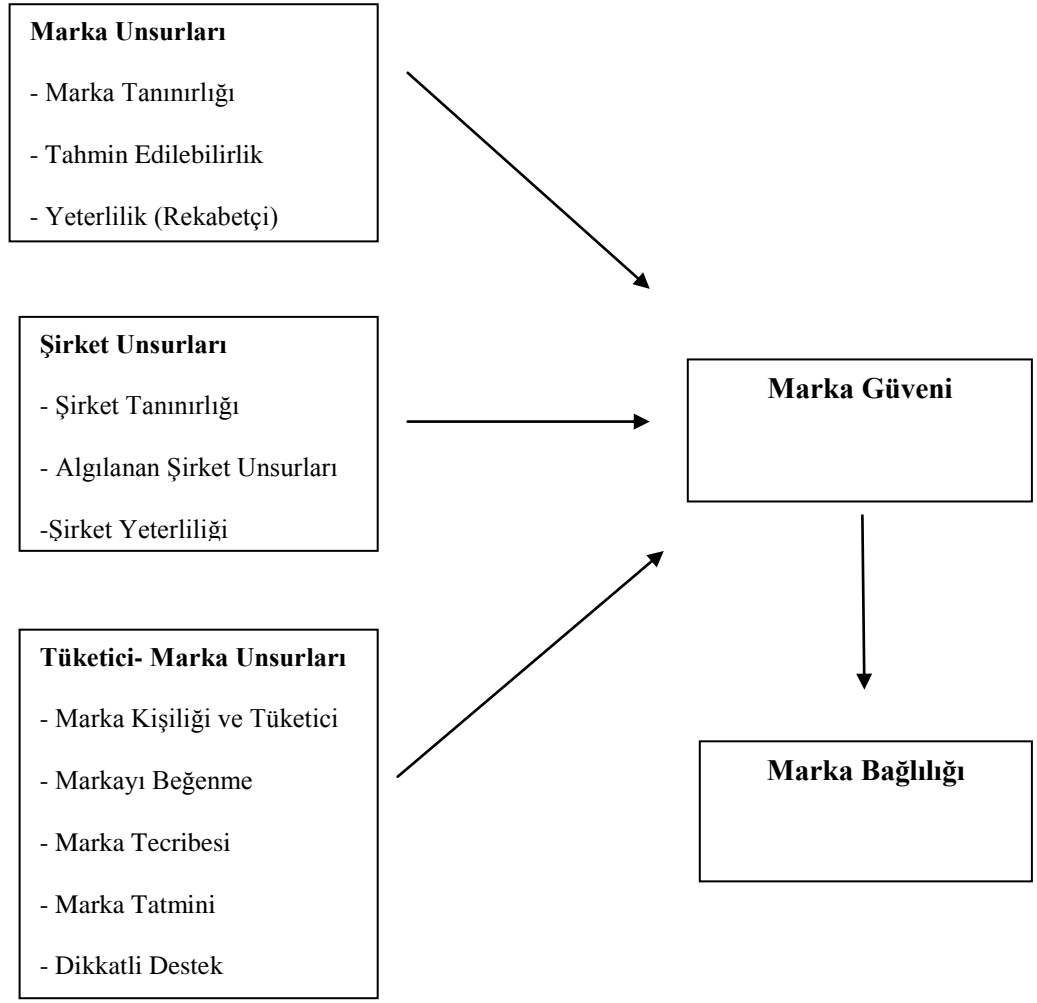 Marka Unsurları
- Marka Tanınırlığı
- Tahmin Edilebilirlik
- Yeterlilik (Rekabetçi)
Şirket Unsurları
- Şirket Tanınırlığı
- Algılanan Şirket Unsurları
-Şirket Yeterliliği
Tüketici- Marka Unsurları
- Marka Kişiliği ve Tüketici
- Markayı Beğenme
- Marka Tecribesi
- Marka Tatmini
- Dikkatli Destek
Marka Güveni
Marka Bağlılığı